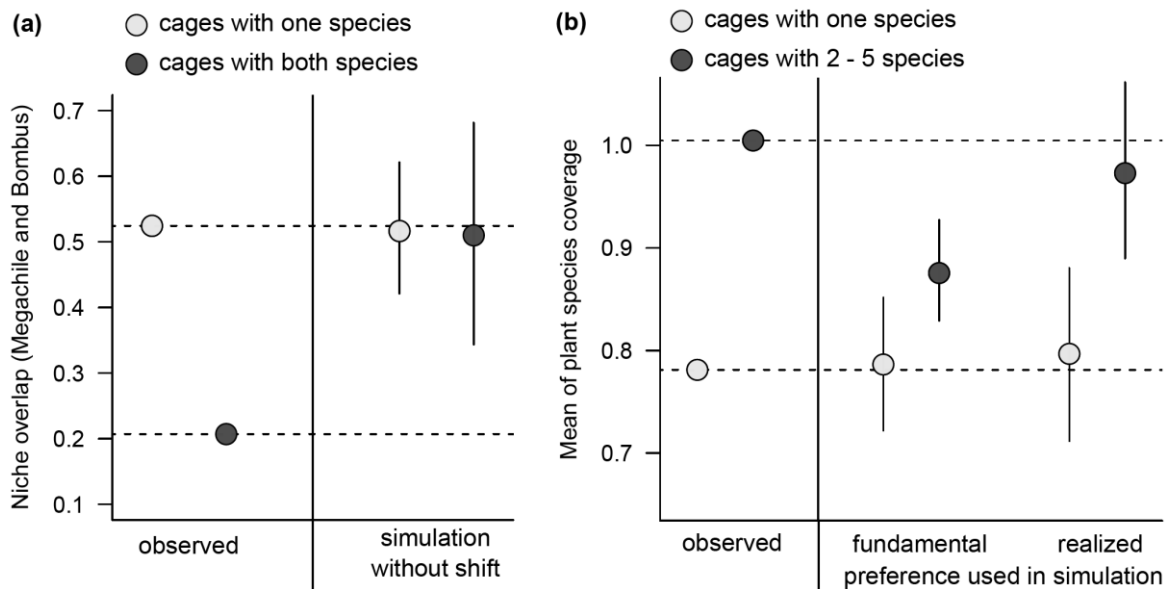 (a)
cages with one species
cages with both species
Niche overlap (Megachile and Bombus)
0.7
0.6
0.5
0.4
0.3
0.2
0.1
observed
simulation
without shift
(b)
cages with one species
cages with 2 - 5 species
Mean of plant species coverage
1.0
0.9
0.8
0.7
observed
fundamental
realized
preference used in simulation